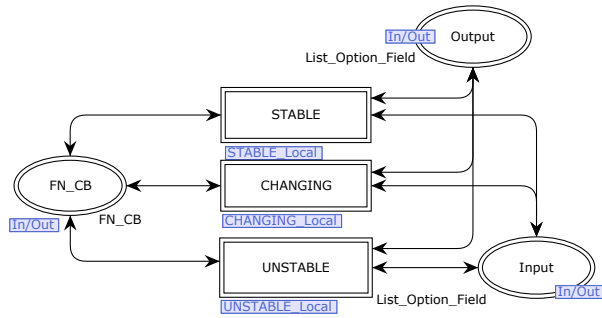 Output
In/Out
List_Option_Field
STABLE
STABLE_Local
FN_CB
In/Out
FN_CB
CHANGING
CHANGING_Local
UNSTABLE
UNSTABLE_Local
Input
In/Out
List_Option_Field